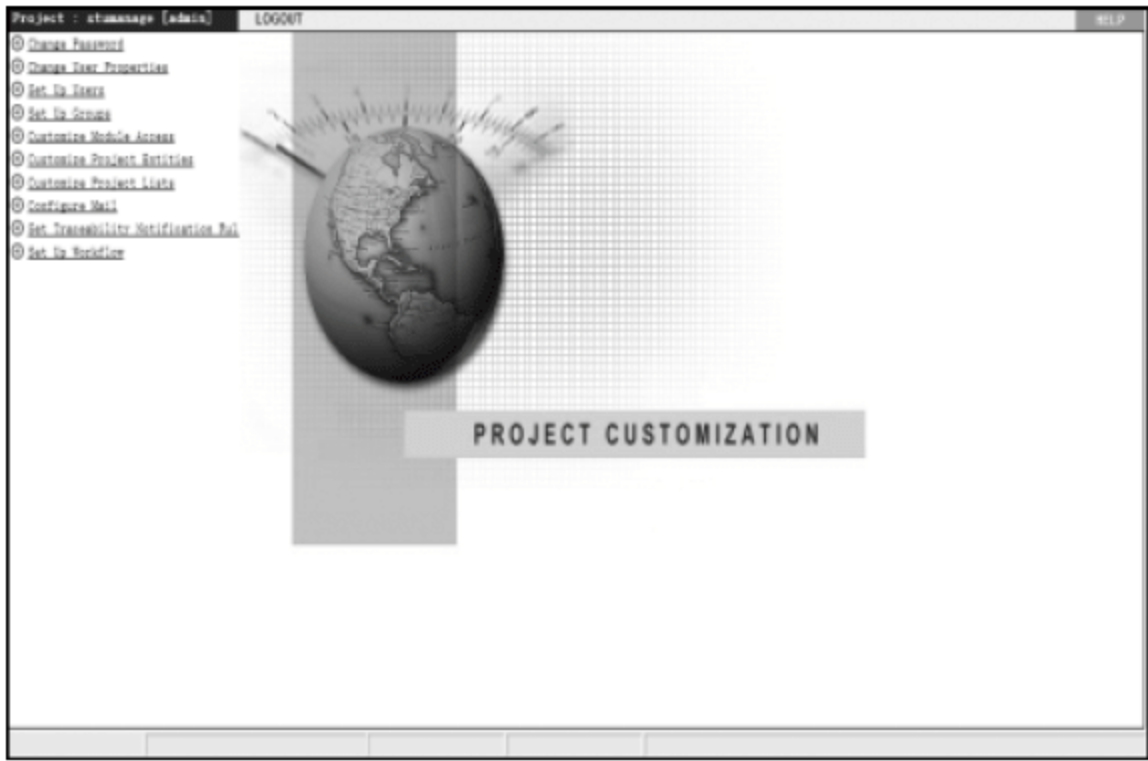 Project : stumanage [admin]
LOGOUT
HELP
Change Password
Change User Properties
Set Up Users
Set Up Groups
Customize Module Access
Customize Project Entities
Customize Project Lists
Configure Mail
Set Traceability Notification Rul
Set Up Workflow
PROJECT CUSTOMIZATION